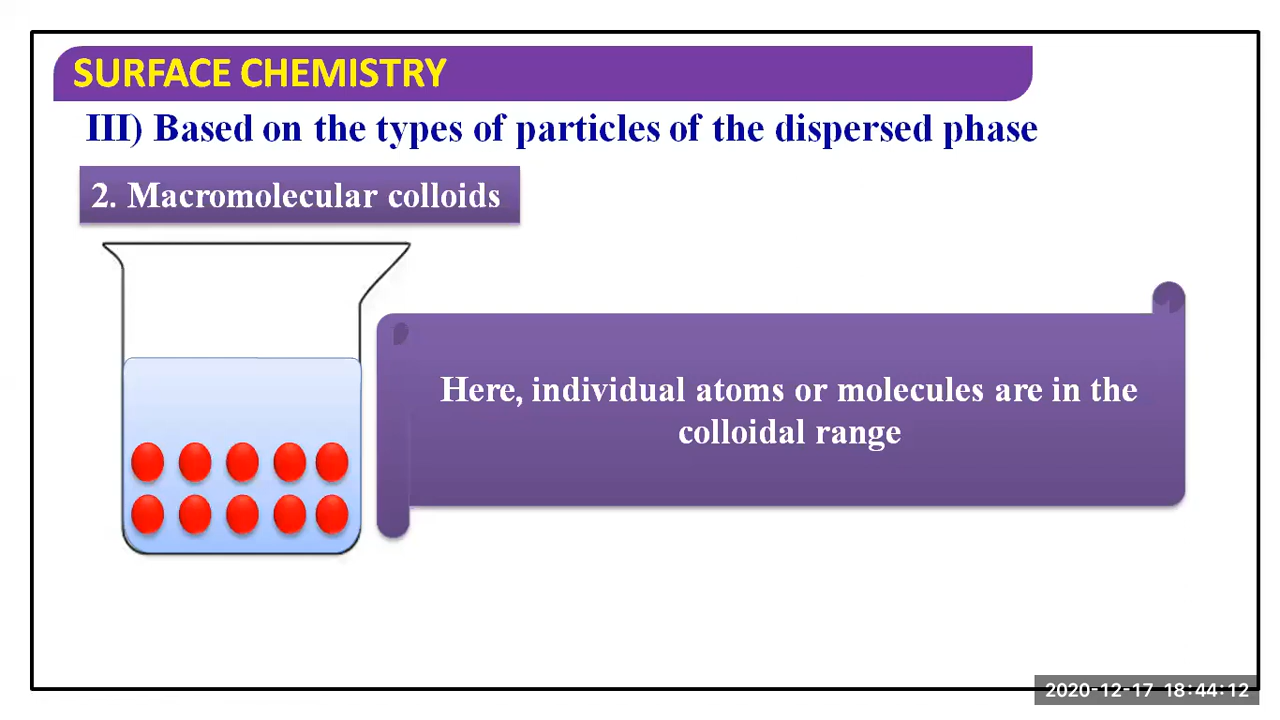 SURFACE CHEMISTRY
III) Based on the types of particles of the dispersed phase
2. Macromolecular colloids
Here, individual atoms or molecules are in the
colloidal range
2020-12-17 18:44:12